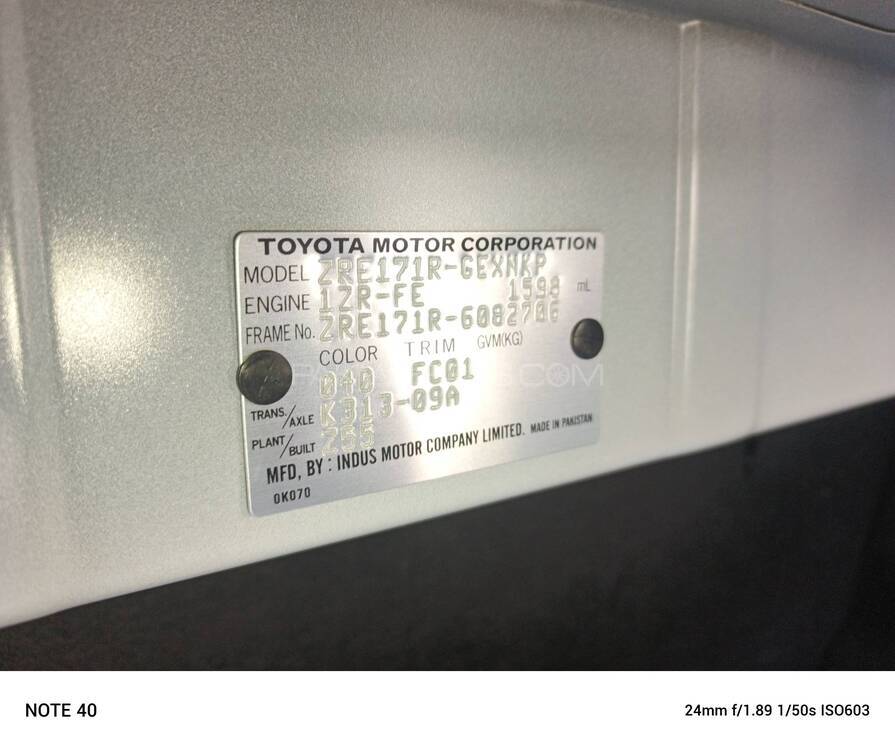 TOYOTA MOTOR CORPORATION
MODEL ZRE171R-GEXNKP
ENGINE 1ZR-FE 1598 mL
FRAME No. ZRE171R-6082706
COLOR TRIM GVM(KG)
040 FC01
TRANS./AXLE K313-09A
PLANT/BUILT Z55
MFD, BY : INDUS MOTOR COMPANY LIMITED. MADE IN PAKISTAN
0K070
NOTE 40
24mm f/1.89 1/50s ISO603